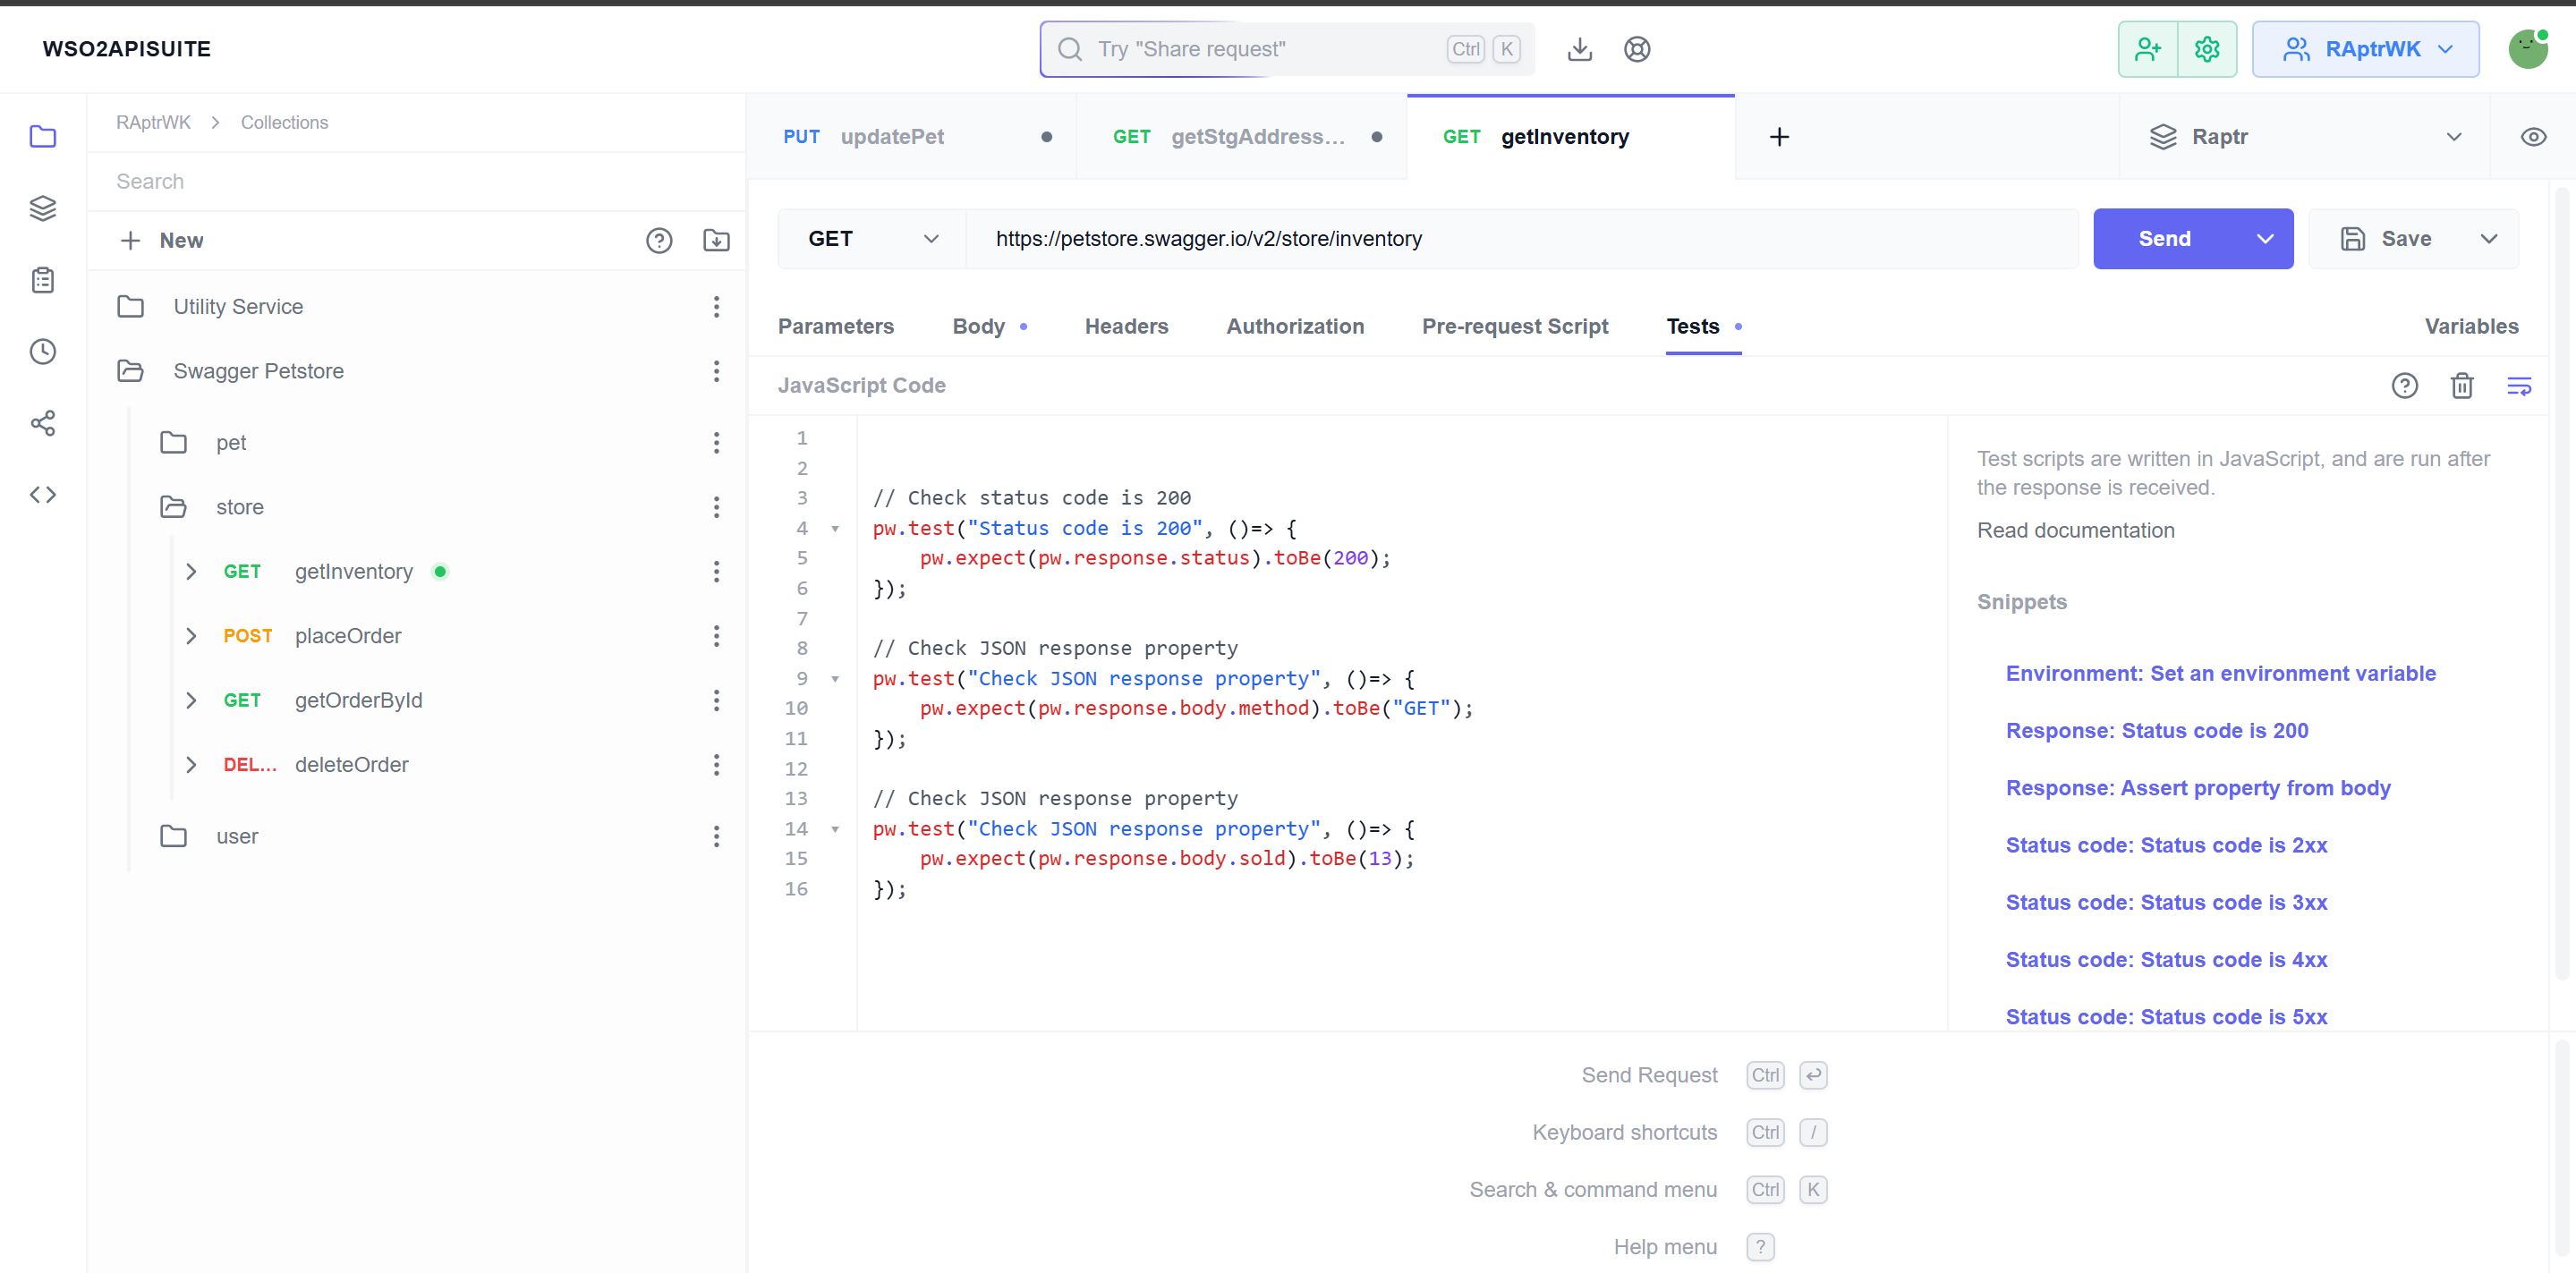 WSO2APISUITE
Try "Share request"
Ctrl K
RAptrWK
RAptrWK > Collections
Search
New
Utility Service
Swagger Petstore
pet
store
GET getInventory
POST placeOrder
GET getOrderById
DEL... deleteOrder
user
PUT updatePet
GET getStgAddress...
GET getInventory
Raptr
GET
https://petstore.swagger.io/v2/store/inventory
Send
Save
Parameters
Body
Headers
Authorization
Pre-request Script
Tests
Variables
JavaScript Code
1
2
3 // Check status code is 200
4 pw.test("Status code is 200", ()=> {
5 pw.expect(pw.response.status).toBe(200);
6 });
7
8 // Check JSON response property
9 pw.test("Check JSON response property", ()=> {
10 pw.expect(pw.response.body.method).toBe("GET");
11 });
12
13 // Check JSON response property
14 pw.test("Check JSON response property", ()=> {
15 pw.expect(pw.response.body.sold).toBe(13);
16 });
Test scripts are written in JavaScript, and are run after
the response is received.
Read documentation
Snippets
Environment: Set an environment variable
Response: Status code is 200
Response: Assert property from body
Status code: Status code is 2xx
Status code: Status code is 3xx
Status code: Status code is 4xx
Status code: Status code is 5xx
Send Request Ctrl ↩
Keyboard shortcuts Ctrl /
Search & command menu Ctrl K
Help menu ?